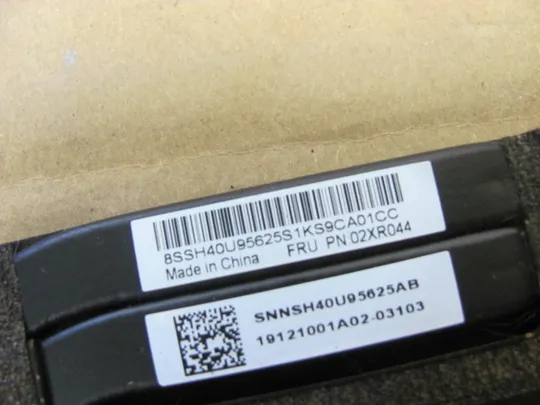 8SSH40U95625S1KS9CA01CC
Made in China FRU PN:02XR044
SNNSH40U95625AB
19121001A02-03103